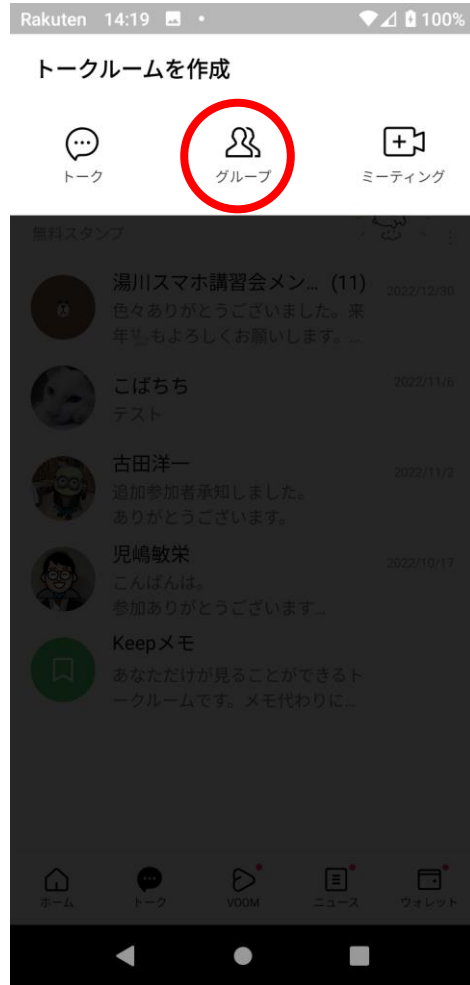 Rakuten 14:19 100%
トークルームを作成
トーク グループ ミーティング
無料スタンプ
湯川スマホ講習会メン... (11) 2022/12/30
色々ありがとうございました。来
年もよろしくお願いします。...
こばちち 2022/11/6
テスト
古田洋一 2022/11/2
追加参加者承知しました。
ありがとうございます。
児嶋敏栄 2022/10/17
こんばんは。
参加ありがとうございます...
Keepメモ
あなただけが見ることができるト
ークルームです。メモ代わりに...
ホーム トーク VOOM ニュース ウォレット